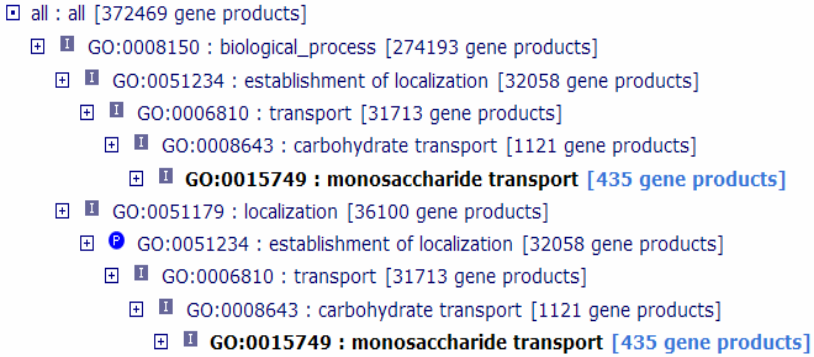 all : all [372469 gene products]
I GO:0008150 : biological_process [274193 gene products]
I GO:0051234 : establishment of localization [32058 gene products]
I GO:0006810 : transport [31713 gene products]
I GO:0008643 : carbohydrate transport [1121 gene products]
I GO:0015749 : monosaccharide transport [435 gene products]
I GO:0051179 : localization [36100 gene products]
P GO:0051234 : establishment of localization [32058 gene products]
I GO:0006810 : transport [31713 gene products]
I GO:0008643 : carbohydrate transport [1121 gene products]
I GO:0015749 : monosaccharide transport [435 gene products]